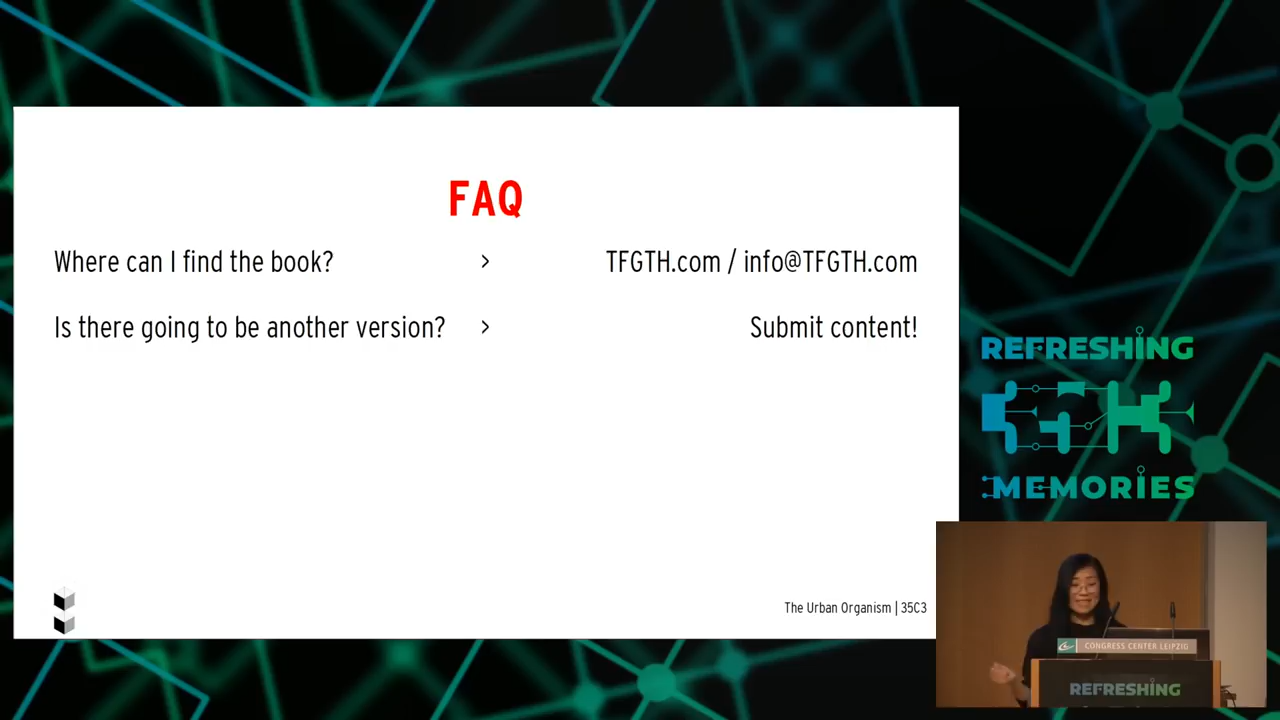 FAQ
Where can I find the book? > TFGTH.com / info@TFGTH.com
Is there going to be another version? > Submit content!
The Urban Organism | 35C3
REFRESHING
35C3
MEMORIES
CONGRESS CENTER LEIPZIG
REFRESHING